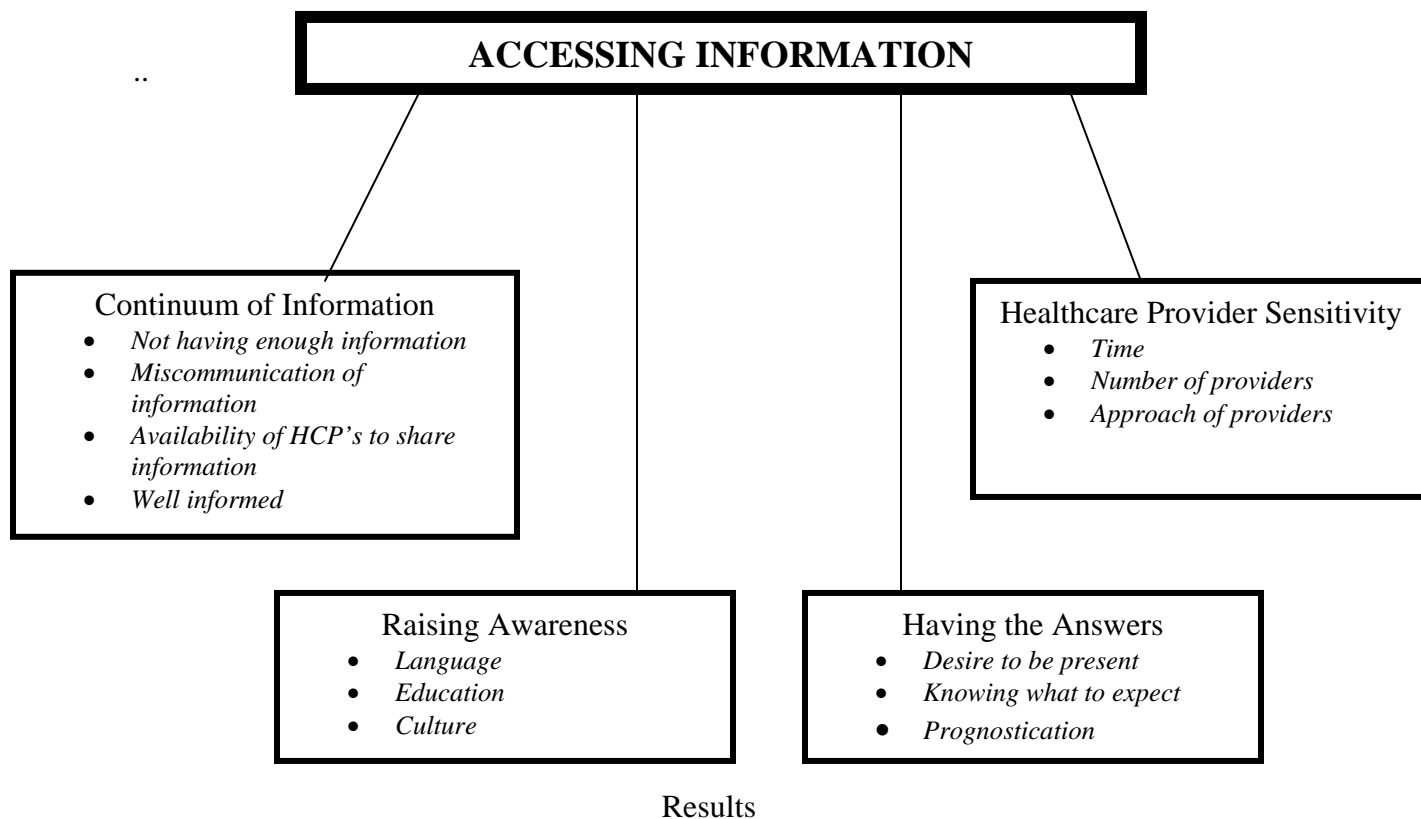 ACCESSING INFORMATION
..
Continuum of Information
• Not having enough information
• Miscommunication of
information
• Availability of HCP's to share
information
• Well informed
Healthcare Provider Sensitivity
• Time
• Number of providers
• Approach of providers
Raising Awareness
• Language
• Education
• Culture
Having the Answers
• Desire to be present
• Knowing what to expect
• Prognostication
Results